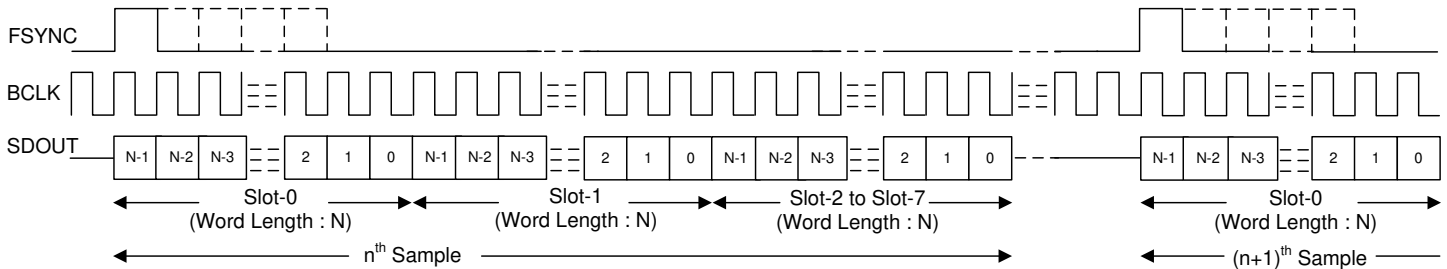 FSYNC
BCLK
SDOUT N-1 N-2 N-3 2 1 0 N-1 N-2 N-3 2 1 0 N-1 N-2 N-3 2 1 0 N-1 N-2 N-3 2 1 0
Slot-0 Slot-1 Slot-2 to Slot-7 Slot-0
(Word Length : N) (Word Length : N) (Word Length : N) (Word Length : N)
nth Sample (n+1)th Sample